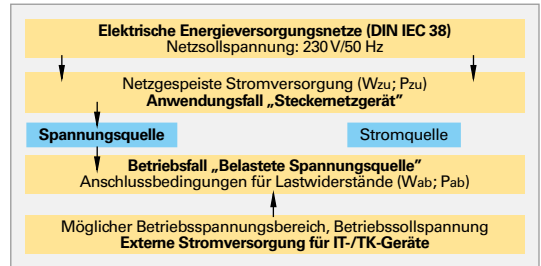 Elektrische Energieversorgungsnetze (DIN IEC 38)
Netzsollspannung: 230 V/50 Hz
Netzgespeiste Stromversorgung (Wzu; Pzu)
Anwendungsfall „Steckernetzgerät"
Spannungsquelle
Stromquelle
Betriebsfall „Belastete Spannungsquelle"
Anschlussbedingungen für Lastwiderstände (Wab; Pab)
Möglicher Betriebsspannungsbereich, Betriebssollspannung
Externe Stromversorgung für IT-/TK-Geräte